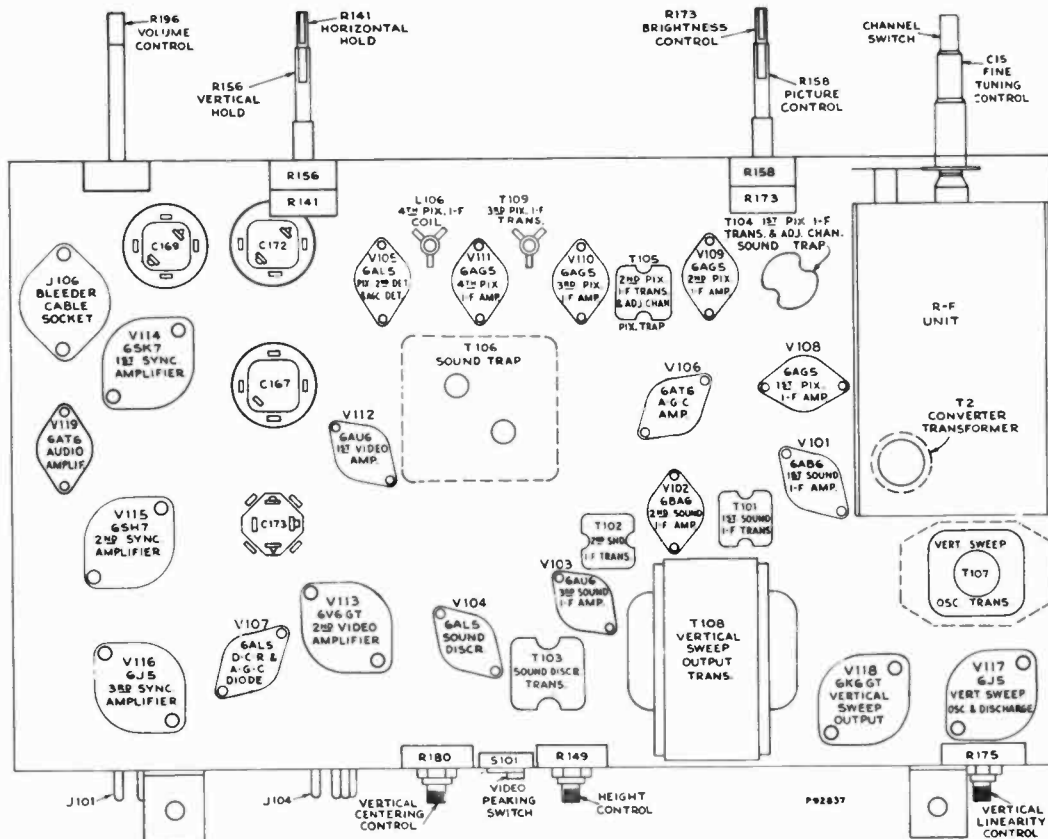 R196
VOLUME
CONTROL
R141
HORIZONTAL
HOLD
R156
VERTICAL
HOLD
R173
BRIGHTNESS
CONTROL
R158
PICTURE
CONTROL
CHANNEL
SWITCH
C15
FINE
TUNING
CONTROL
R156
R141
R158
R173
L106
4TH PIX. I-F
COIL
T109
3RD PIX. I-F
TRANS.
T104 1ST PIX I-F
TRANS. & ADJ. CHAN.
SOUND TRAP
J106
BLEEDER
CABLE
SOCKET
C169
C172
V105
6AL5
PIX 2ND DET.
& AGC DET.
V111
6AG5
4TH PIX
I-F AMP.
V110
6AG5
3RD PIX
I-F AMP.
T105
2ND PIX
I-F TRANS.
& ADJ CHAN
PIX. TRAP
V109
6AG5
2ND PIX
I-F AMP.
R-F
UNIT
V114
6SK7
1ST SYNC
AMPLIFIER
T106
SOUND TRAP
C167
V106
6AT6
A-G-C
AMP.
V108
6AG5
1ST PIX.
I-F AMP.
T2
CONVERTER
TRANSFORMER
V119
6AT6
AUDIO
AMPLIF.
V112
6AU6
1ST VIDEO
AMP.
V101
6AB6
1ST SOUND
I-F AMP.
V102
6BA6
2ND SOUND
I-F AMP.
T101
1ST SOUND
I-F TRANS.
V115
6SH7
2ND SYNC
AMPLIFIER
C173
T102
2ND SND
I-F TRANS.
VERT SWEEP
T107
OSC TRANS
V103
6AU6
3RD SOUND
I-F AMP.
V107
6AL5
D-C-R &
A-G-C
DIODE
V113
6V6GT
2ND VIDEO
AMPLIFIER
V104
6AL5
SOUND
DISCR.
T103
SOUND DISCR
TRANS.
T108
VERTICAL
SWEEP
OUTPUT
TRANS.
V116
6J5
3RD SYNC
AMPLIFIER
V118
6K6GT
VERTICAL
SWEEP
OUTPUT
V117
6J5
VERT SWEEP
OSC & DISCHARGE
R180
S101
R149
R175
J101
J104
VERTICAL
CENTERING
CONTROL
VIDEO
PEAKING
SWITCH
HEIGHT
CONTROL
P92837
VERTICAL
LINEARITY
CONTROL